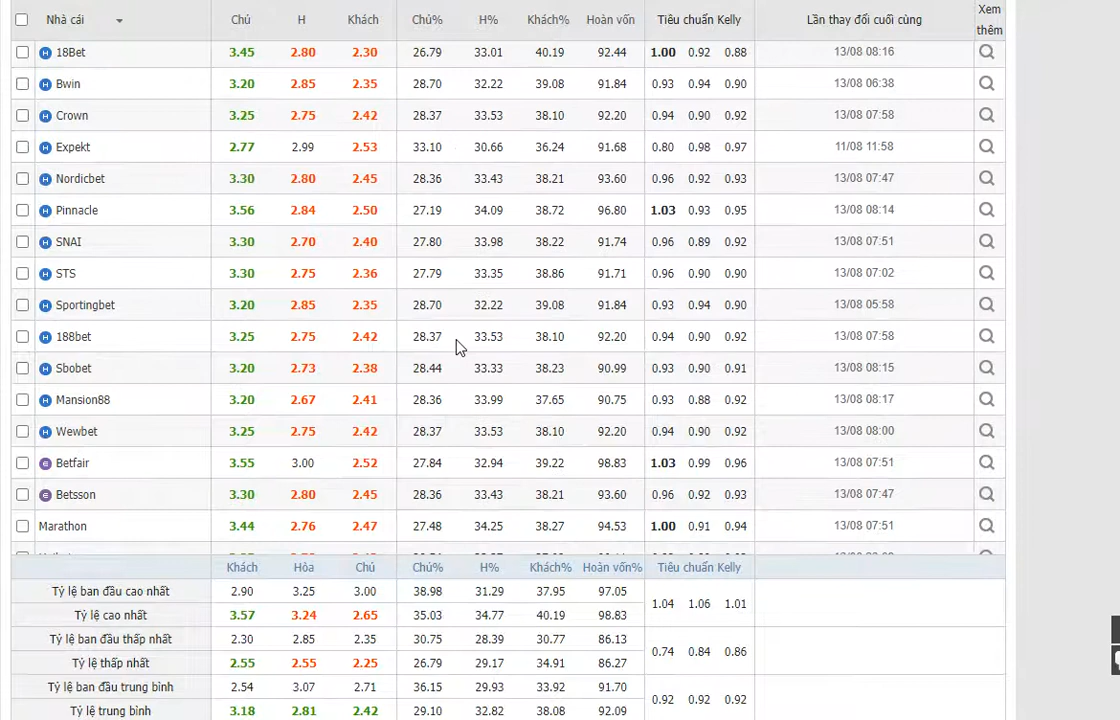 Nhà cái Chủ H Khách Chủ% H% Khách% Hoàn vốn Tiêu chuẩn Kelly Lần thay đổi cuối cùng Xem thêm
18Bet 3.45 2.80 2.30 26.79 33.01 40.19 92.44 1.00 0.92 0.88 13/08 08:16
Bwin 3.20 2.85 2.35 28.70 32.22 39.08 91.84 0.93 0.94 0.90 13/08 06:38
Crown 3.25 2.75 2.42 28.37 33.53 38.10 92.20 0.94 0.90 0.92 13/08 07:58
Expekt 2.77 2.99 2.53 33.10 30.66 36.24 91.68 0.80 0.98 0.97 11/08 11:58
Nordicbet 3.30 2.80 2.45 28.36 33.43 38.21 93.60 0.96 0.92 0.93 13/08 07:47
Pinnacle 3.56 2.84 2.50 27.19 34.09 38.72 96.80 1.03 0.93 0.95 13/08 08:14
SNAI 3.30 2.70 2.40 27.80 33.98 38.22 91.74 0.96 0.89 0.92 13/08 07:51
STS 3.30 2.75 2.36 27.79 33.35 38.86 91.71 0.96 0.90 0.90 13/08 07:02
Sportingbet 3.20 2.85 2.35 28.70 32.22 39.08 91.84 0.93 0.94 0.90 13/08 05:58
188bet 3.25 2.75 2.42 28.37 33.53 38.10 92.20 0.94 0.90 0.92 13/08 07:58
Sbobet 3.20 2.73 2.38 28.44 33.33 38.23 90.99 0.93 0.90 0.91 13/08 08:15
Mansion88 3.20 2.67 2.41 28.36 33.99 37.65 90.75 0.93 0.88 0.92 13/08 08:17
Wewbet 3.25 2.75 2.42 28.37 33.53 38.10 92.20 0.94 0.90 0.92 13/08 08:00
Betfair 3.55 3.00 2.52 27.84 32.94 39.22 98.83 1.03 0.99 0.96 13/08 07:51
Betsson 3.30 2.80 2.45 28.36 33.43 38.21 93.60 0.96 0.92 0.93 13/08 07:47
Marathon 3.44 2.76 2.47 27.48 34.25 38.27 94.53 1.00 0.91 0.94 13/08 07:51
Khách Hòa Chủ Chủ% H% Khách% Hoàn vốn% Tiêu chuẩn Kelly
Tỷ lệ ban đầu cao nhất 2.90 3.25 3.00 38.98 31.29 37.95 97.05 1.04 1.06 1.01
Tỷ lệ cao nhất 3.57 3.24 2.65 35.03 34.77 40.19 98.83
Tỷ lệ ban đầu thấp nhất 2.30 2.85 2.35 30.75 28.39 30.77 86.13 0.74 0.84 0.86
Tỷ lệ thấp nhất 2.55 2.55 2.25 26.79 29.17 34.91 86.27
Tỷ lệ ban đầu trung bình 2.54 3.07 2.71 36.15 29.93 33.92 91.70 0.92 0.92 0.92
Tỷ lệ trung bình 3.18 2.81 2.42 29.10 32.82 38.08 92.09